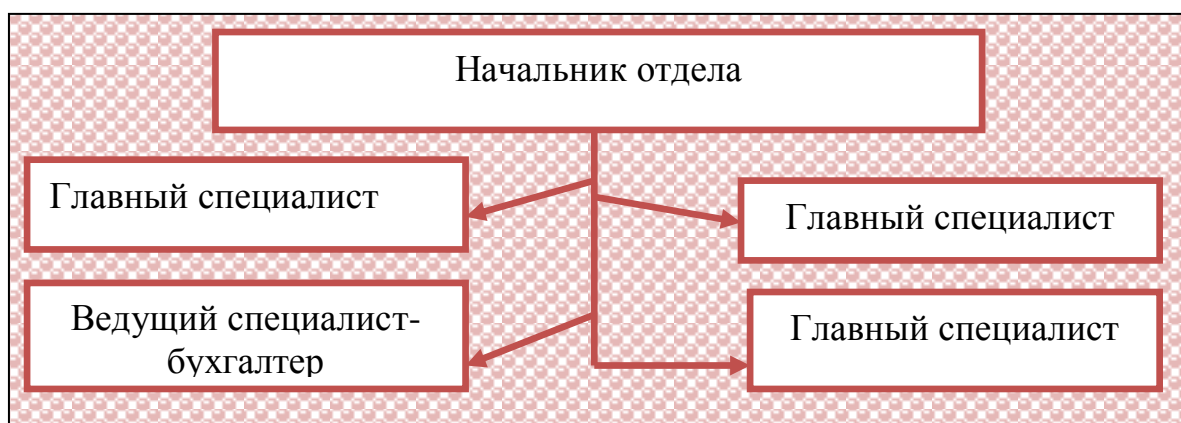 Начальник отдела
Главный специалист
Главный специалист
Ведущий специалист-
бухгалтер
Главный специалист